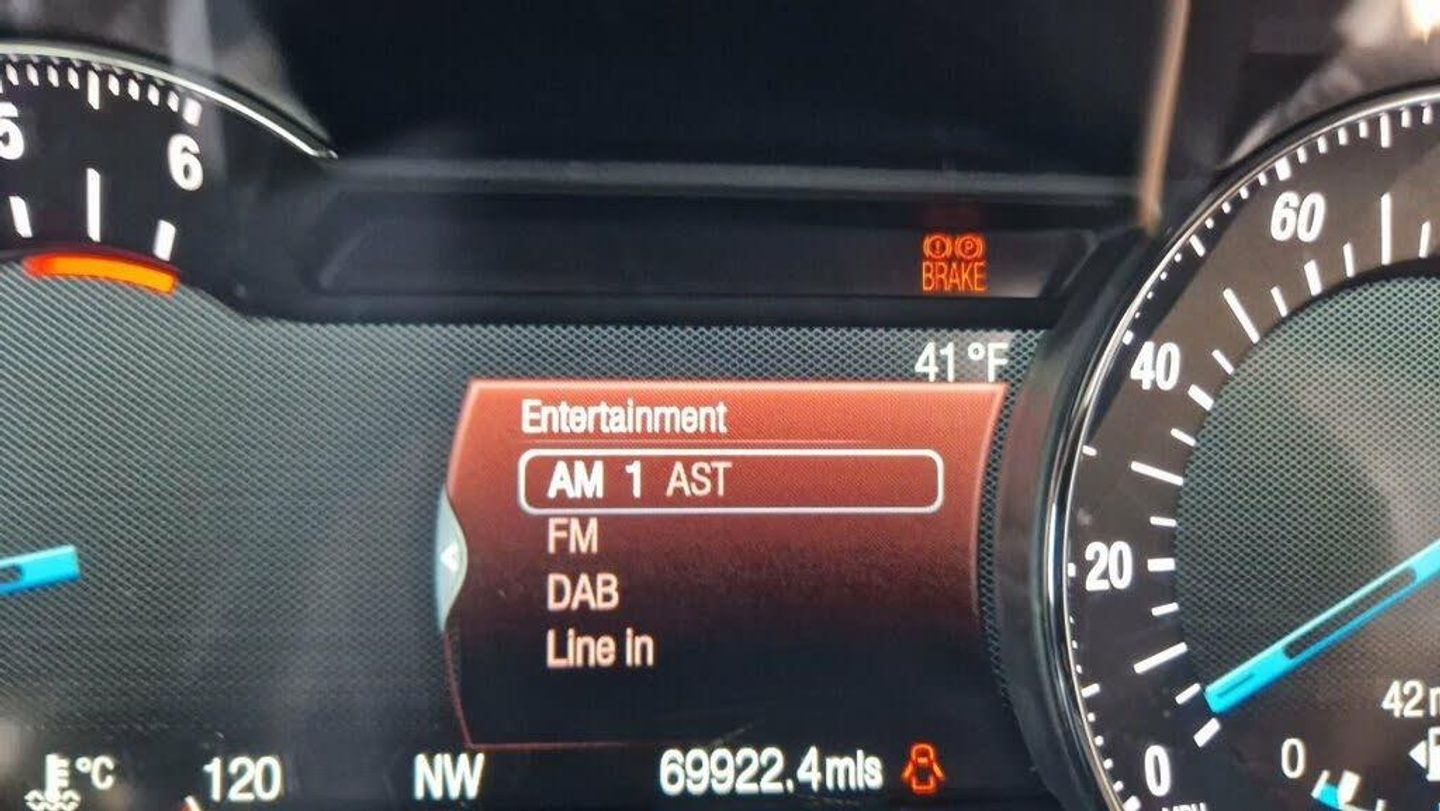 5
6
60
BRAKE
41 °F
40
Entertainment
AM 1 AST
FM
DAB
Line in
20
42
°C
120
NW
69922.4mls
0
0